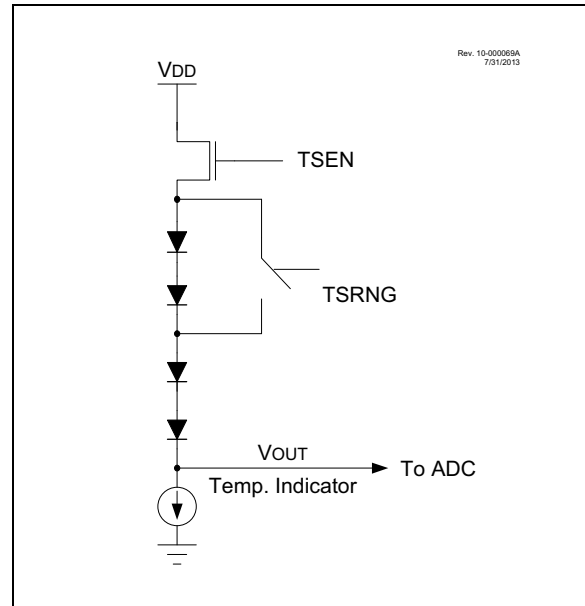 Rev. 10-000069A
7/31/2013
VDD
TSEN
TSRNG
VOUT
Temp. Indicator
To ADC